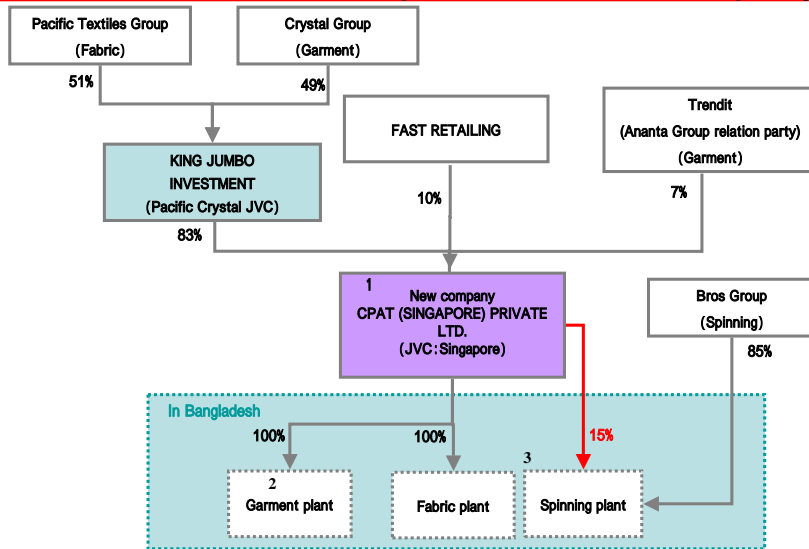 Pacific Textiles Group
(Fabric)
Crystal Group
(Garment)
51%
49%
FAST RETAILING
Trendit
(Ananta Group relation party)
(Garment)
KING JUMBO
INVESTMENT
(Pacific Crystal JVC)
10%
7%
83%
1
New company
CPAT (SINGAPORE) PRIVATE
LTD.
(JVC:Singapore)
Bros Group
(Spinning)
85%
In Bangladesh
100%
100%
15%
2
Garment plant
Fabric plant
3
Spinning plant